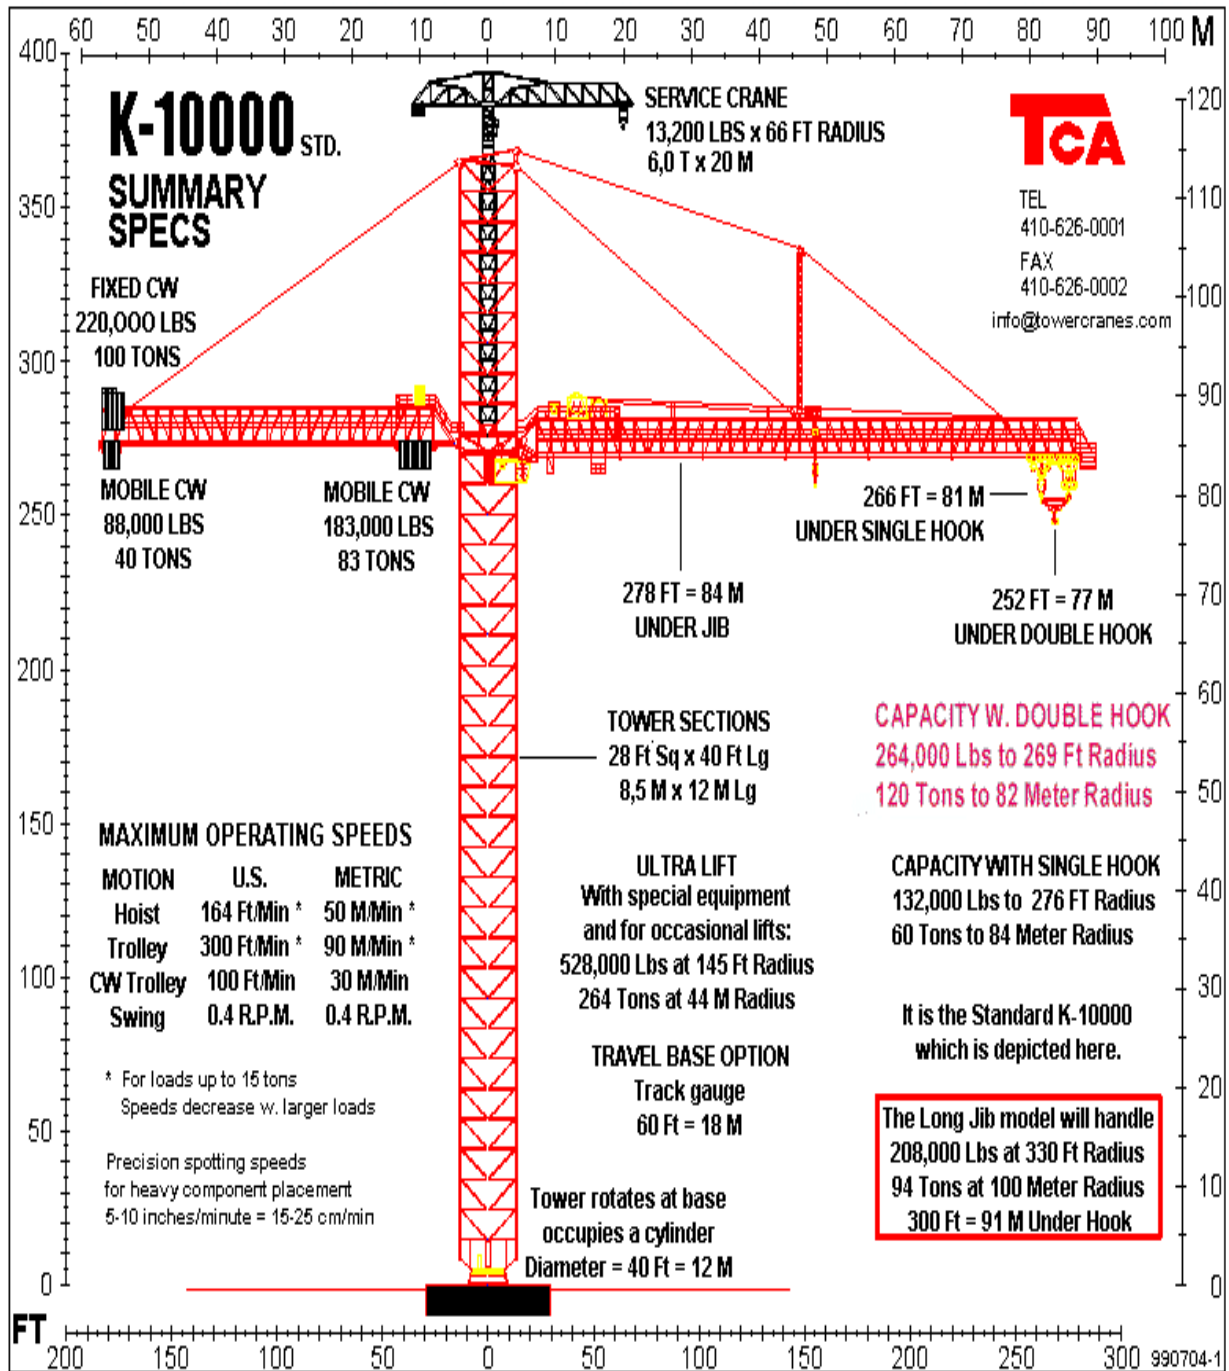 60 50 40 30 20 10 0 10 20 30 40 50 60 70 80 90 100 M
400
350
300
250
200
150
100
50
0
FT
K-10000 STD.
SUMMARY
SPECS
SERVICE CRANE
13,200 LBS x 66 FT RADIUS
6,0 T x 20 M
TCA
TEL
410-626-0001
FAX
410-626-0002
info@towercranes.com
FIXED CW
220,000 LBS
100 TONS
MOBILE CW
88,000 LBS
40 TONS
MOBILE CW
183,000 LBS
83 TONS
266 FT = 81 M
UNDER SINGLE HOOK
278 FT = 84 M
UNDER JIB
252 FT = 77 M
UNDER DOUBLE HOOK
TOWER SECTIONS
28 Ft Sq x 40 Ft Lg
8,5 M x 12 M Lg
CAPACITY W. DOUBLE HOOK
264,000 Lbs to 269 Ft Radius
120 Tons to 82 Meter Radius
MAXIMUM OPERATING SPEEDS
MOTION U.S. METRIC
Hoist 164 Ft/Min * 50 M/Min *
Trolley 300 Ft/Min * 90 M/Min *
CW Trolley 100 Ft/Min 30 M/Min
Swing 0.4 R.P.M. 0.4 R.P.M.
* For loads up to 15 tons
Speeds decrease w. larger loads
Precision spotting speeds
for heavy component placement
5-10 inches/minute = 15-25 cm/min
ULTRA LIFT
With special equipment
and for occasional lifts:
528,000 Lbs at 145 Ft Radius
264 Tons at 44 M Radius
CAPACITY WITH SINGLE HOOK
132,000 Lbs to 276 FT Radius
60 Tons to 84 Meter Radius
It is the Standard K-10000
which is depicted here.
TRAVEL BASE OPTION
Track gauge
60 Ft = 18 M
The Long Jib model will handle
208,000 Lbs at 330 Ft Radius
94 Tons at 100 Meter Radius
300 Ft = 91 M Under Hook
Tower rotates at base
occupies a cylinder
Diameter = 40 Ft = 12 M
120
110
100
90
80
70
60
50
40
30
20
10
0
200 150 100 50 0 50 100 150 200 250 300
990704-1